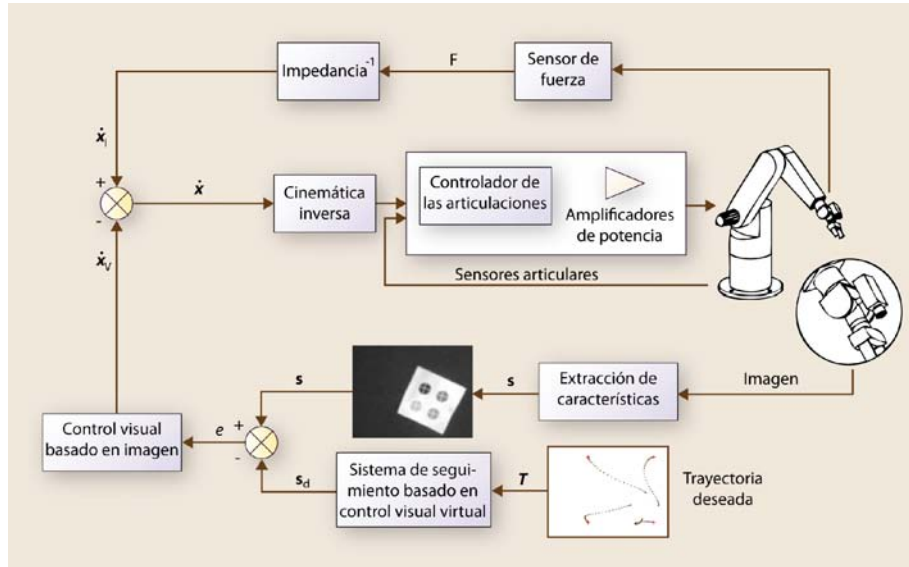 Impedancia-1
F
Sensor de
fuerza
ẋI
+
-
ẋ
Cinemática
inversa
Controlador de
las articulaciones
Amplificadores
de potencia
Sensores articulares
ẋV
Control visual
basado en imagen
e
+
-
s
s
Extracción de
características
Imagen
sd
Sistema de segui-
miento basado en
control visual virtual
T
Trayectoria
deseada